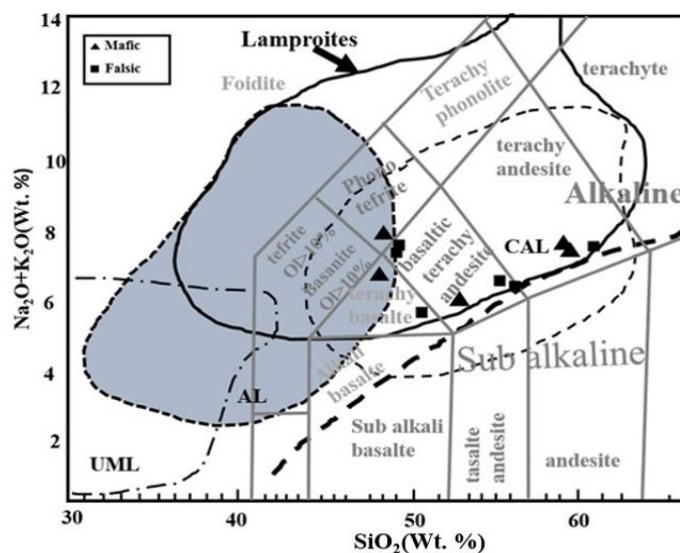 14
12
10
8
6
4
2
Na₂O+K₂O(Wt. %)
Mafic
Falsic
Lamproites
Foidite
Terachy
phonolite
terachyte
terachy
andesite
Alkaline
Phono
tefrite
tefrite
Ol>10%
Basanite
Ol>10%
basaltic
terachy
andesite
CAL
terachy
basalte
Alkali
basalte
Sub alkaline
AL
UML
Sub alkali
basalte
tasalte
andesite
andesite
30
40
50
60
SiO₂(Wt. %)